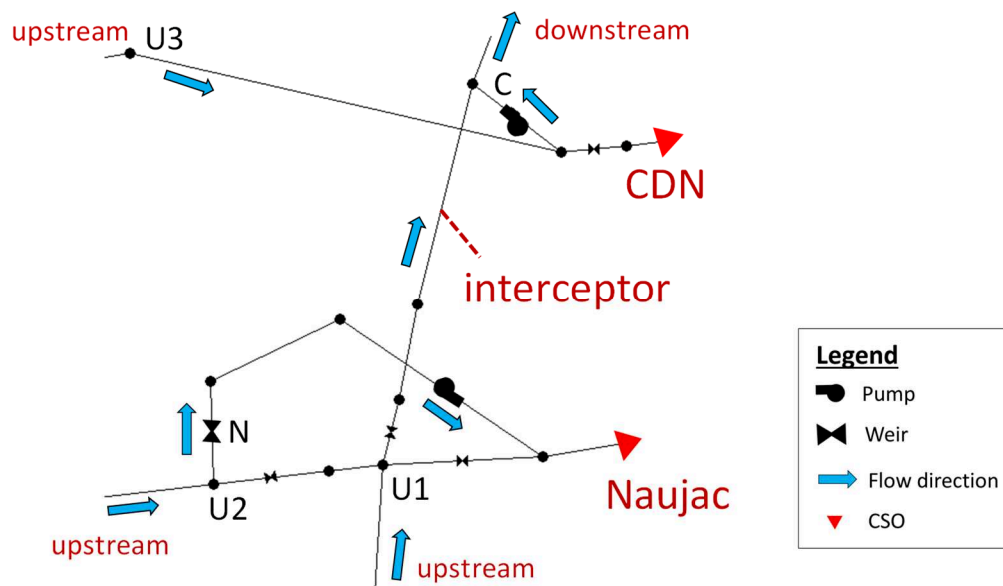 upstream
U3
downstream
C
CDN
interceptor
N
U2
U1
Naujac
upstream
upstream
Legend
Pump
Weir
Flow direction
CSO